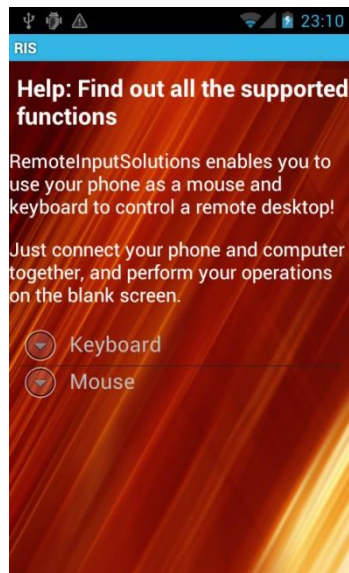 23:10
RIS
Help: Find out all the supported
functions
RemoteInputSolutions enables you to
use your phone as a mouse and
keyboard to control a remote desktop!
Just connect your phone and computer
together, and perform your operations
on the blank screen.
Keyboard
Mouse